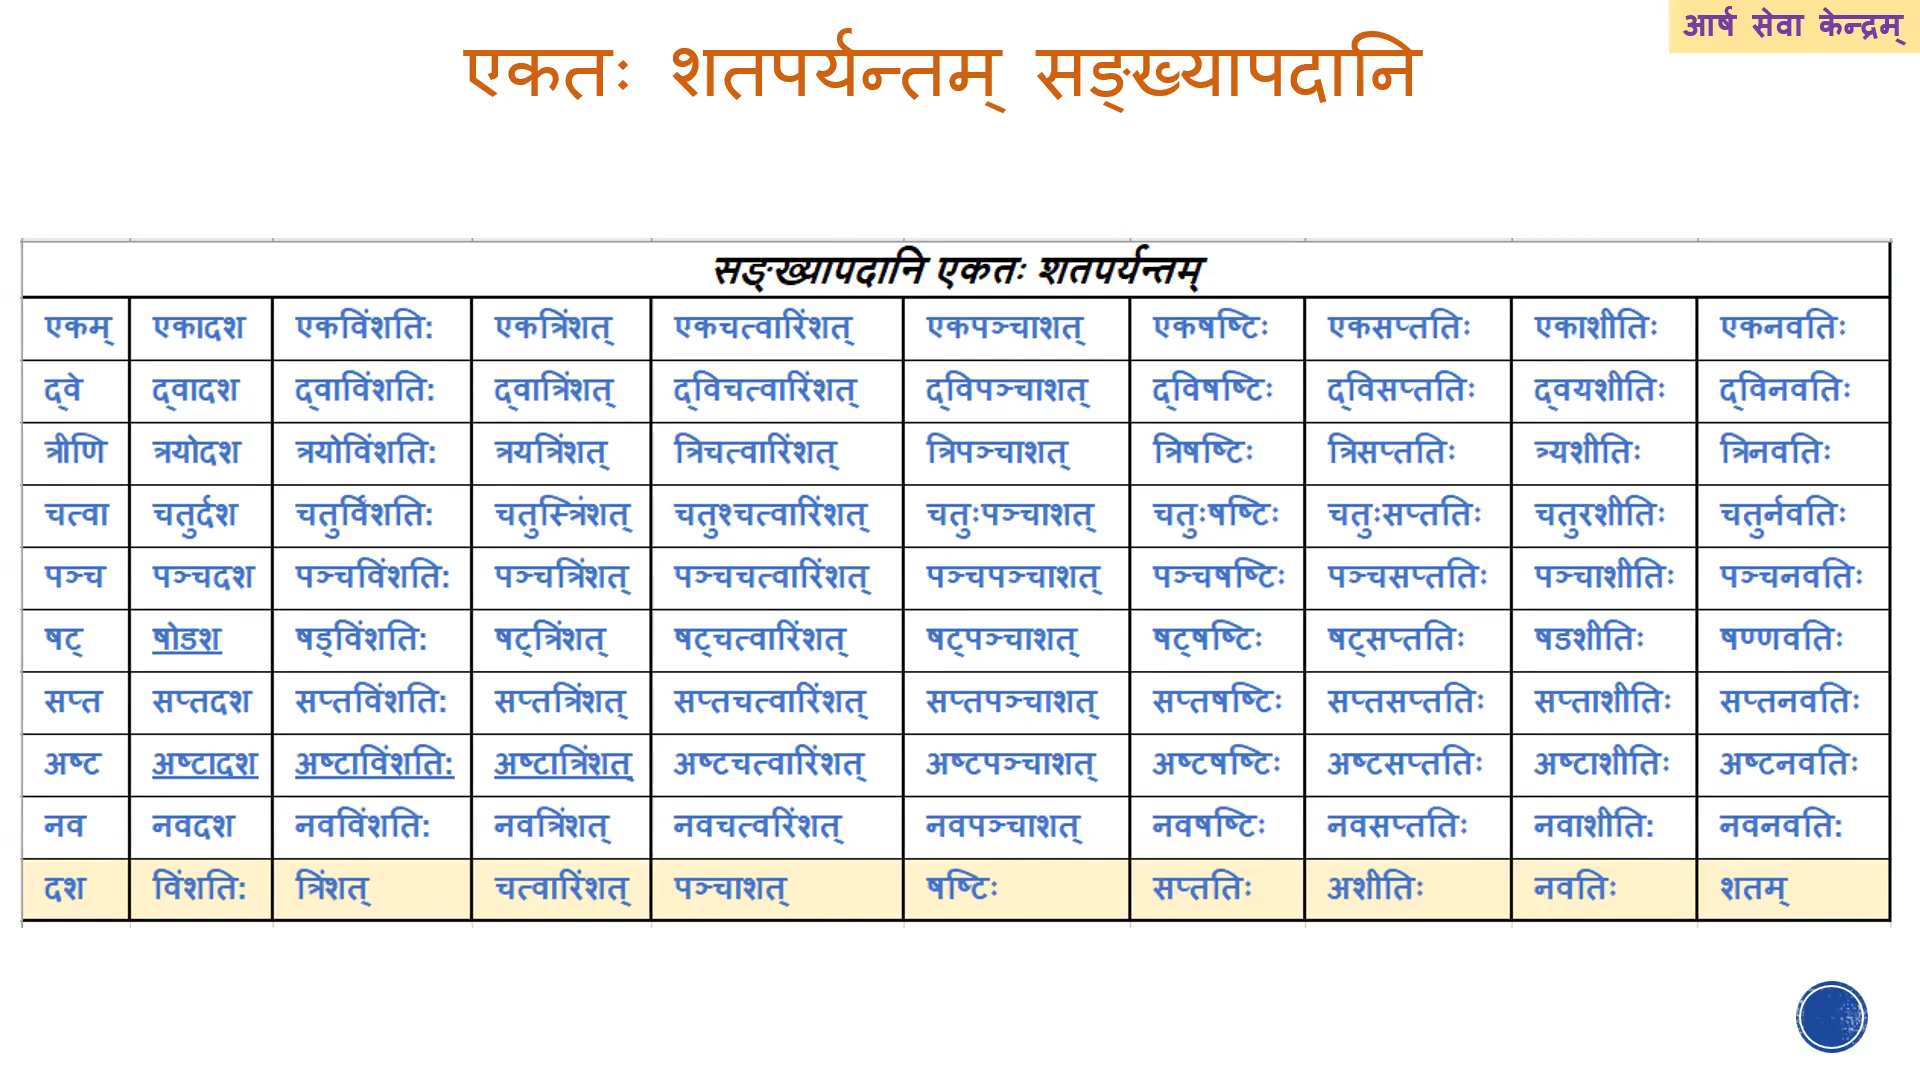 आर्ष सेवा केन्द्रम्
एकतः शतपर्यन्तम् सङ्ख्यापदानि
सङ्ख्यापदानि एकतः शतपर्यन्तम्
एकम् एकादश एकविंशति: एकत्रिंशत् एकचत्वारिंशत् एकपञ्चाशत् एकषष्टिः एकसप्ततिः एकाशीतिः एकनवतिः
द्वे द्वादश द्वाविंशति: द्वात्रिंशत् द्विचत्वारिंशत् द्विपञ्चाशत् द्विषष्टिः द्विसप्ततिः द्वयशीतिः द्विनवतिः
त्रीणि त्रयोदश त्रयोविंशति: त्रयत्रिंशत् त्रिचत्वारिंशत् त्रिपञ्चाशत् त्रिषष्टिः त्रिसप्ततिः त्र्यशीतिः त्रिनवतिः
चत्वा चतुर्दश चतुर्विंशति: चतुस्त्रिंशत् चतुश्चत्वारिंशत् चतुःपञ्चाशत् चतुःषष्टिः चतुःसप्ततिः चतुरशीतिः चतुर्नवतिः
पञ्च पञ्चदश पञ्चविंशति: पञ्चत्रिंशत् पञ्चचत्वारिंशत् पञ्चपञ्चाशत् पञ्चषष्टिः पञ्चसप्ततिः पञ्चाशीतिः पञ्चनवतिः
षट् षोडश षड्विंशति: षट्त्रिंशत् षट्चत्वारिंशत् षट्पञ्चाशत् षट्षष्टिः षट्सप्ततिः षडशीतिः षण्णवतिः
सप्त सप्तदश सप्तविंशति: सप्तत्रिंशत् सप्तचत्वारिंशत् सप्तपञ्चाशत् सप्तषष्टिः सप्तसप्ततिः सप्ताशीतिः सप्तनवतिः
अष्ट अष्टादश अष्टाविंशति: अष्टात्रिंशत् अष्टचत्वारिंशत् अष्टपञ्चाशत् अष्टषष्टिः अष्टसप्ततिः अष्टाशीतिः अष्टनवतिः
नव नवदश नवविंशति: नवत्रिंशत् नवचत्वरिंशत् नवपञ्चाशत् नवषष्टिः नवसप्ततिः नवाशीति: नवनवति:
दश विंशति: त्रिंशत् चत्वारिंशत् पञ्चाशत् षष्टिः सप्ततिः अशीतिः नवतिः शतम्